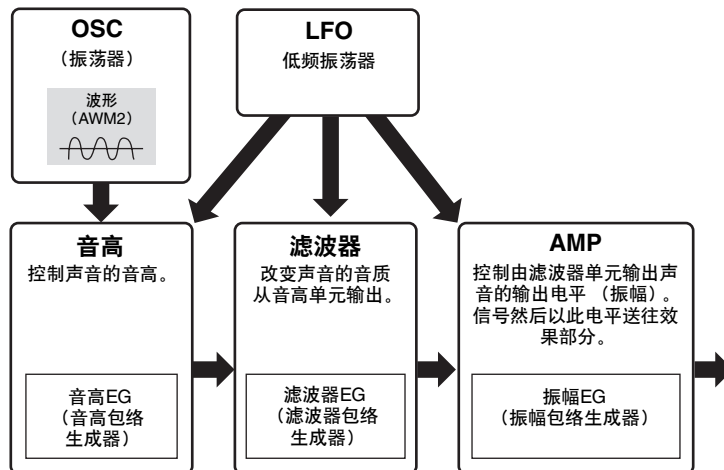 OSC
（振荡器）
波形
（AWM2）
LFO
低频振荡器
音高
控制声音的音高。
音高EG
（音高包络
生成器）
滤波器
改变声音的音质
从音高单元输出。
滤波器EG
（滤波器包络
生成器）
AMP
控制由滤波器单元输出声
音的输出电平 （振幅）。
信号然后以此电平送往效
果部分。
振幅EG
（振幅包络生成器）